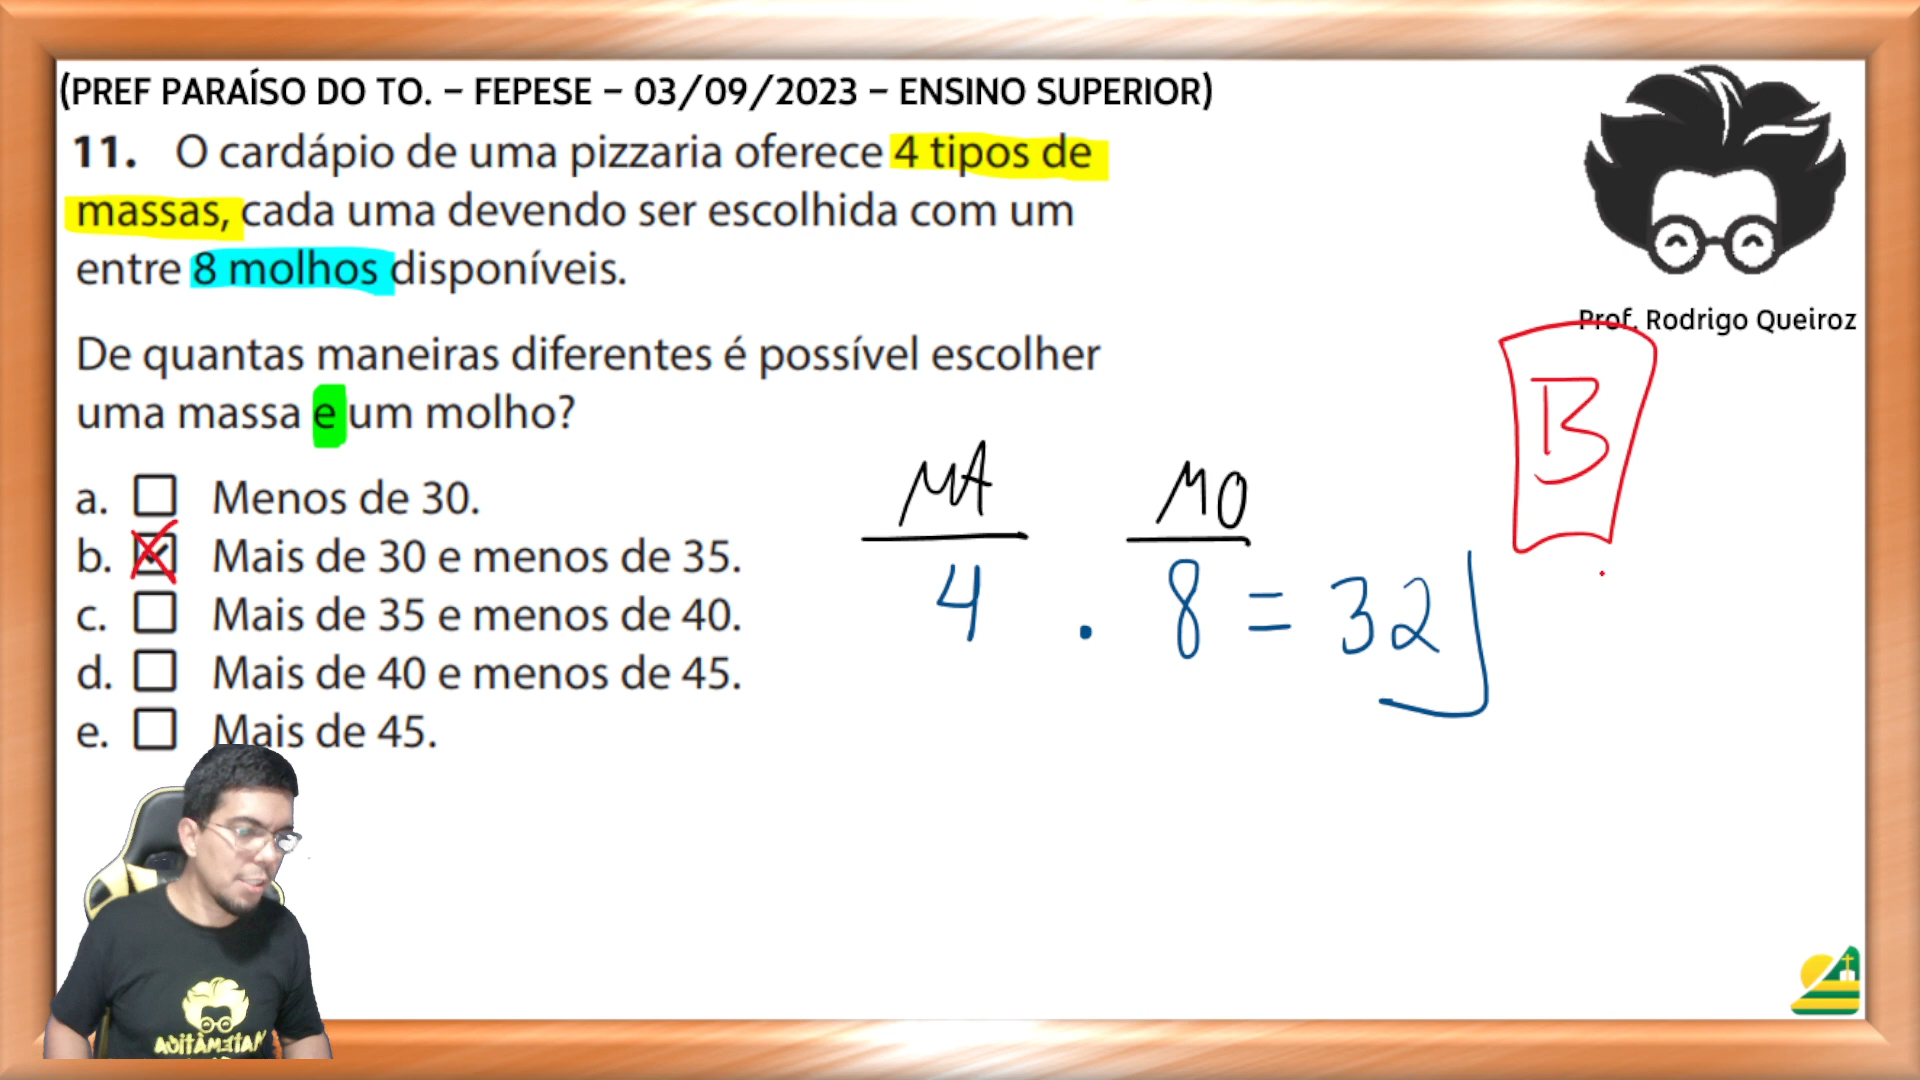 (PREF PARAÍSO DO TO. – FEPESE – 03/09/2023 – ENSINO SUPERIOR)
11. O cardápio de uma pizzaria oferece 4 tipos de
massas, cada uma devendo ser escolhida com um
entre 8 molhos disponíveis.
Prof. Rodrigo Queiroz
De quantas maneiras diferentes é possível escolher
uma massa e um molho?
B
a. Menos de 30.
b. Mais de 30 e menos de 35.
c. Mais de 35 e menos de 40.
d. Mais de 40 e menos de 45.
e. Mais de 45.
MA MO
4 . 8 = 32